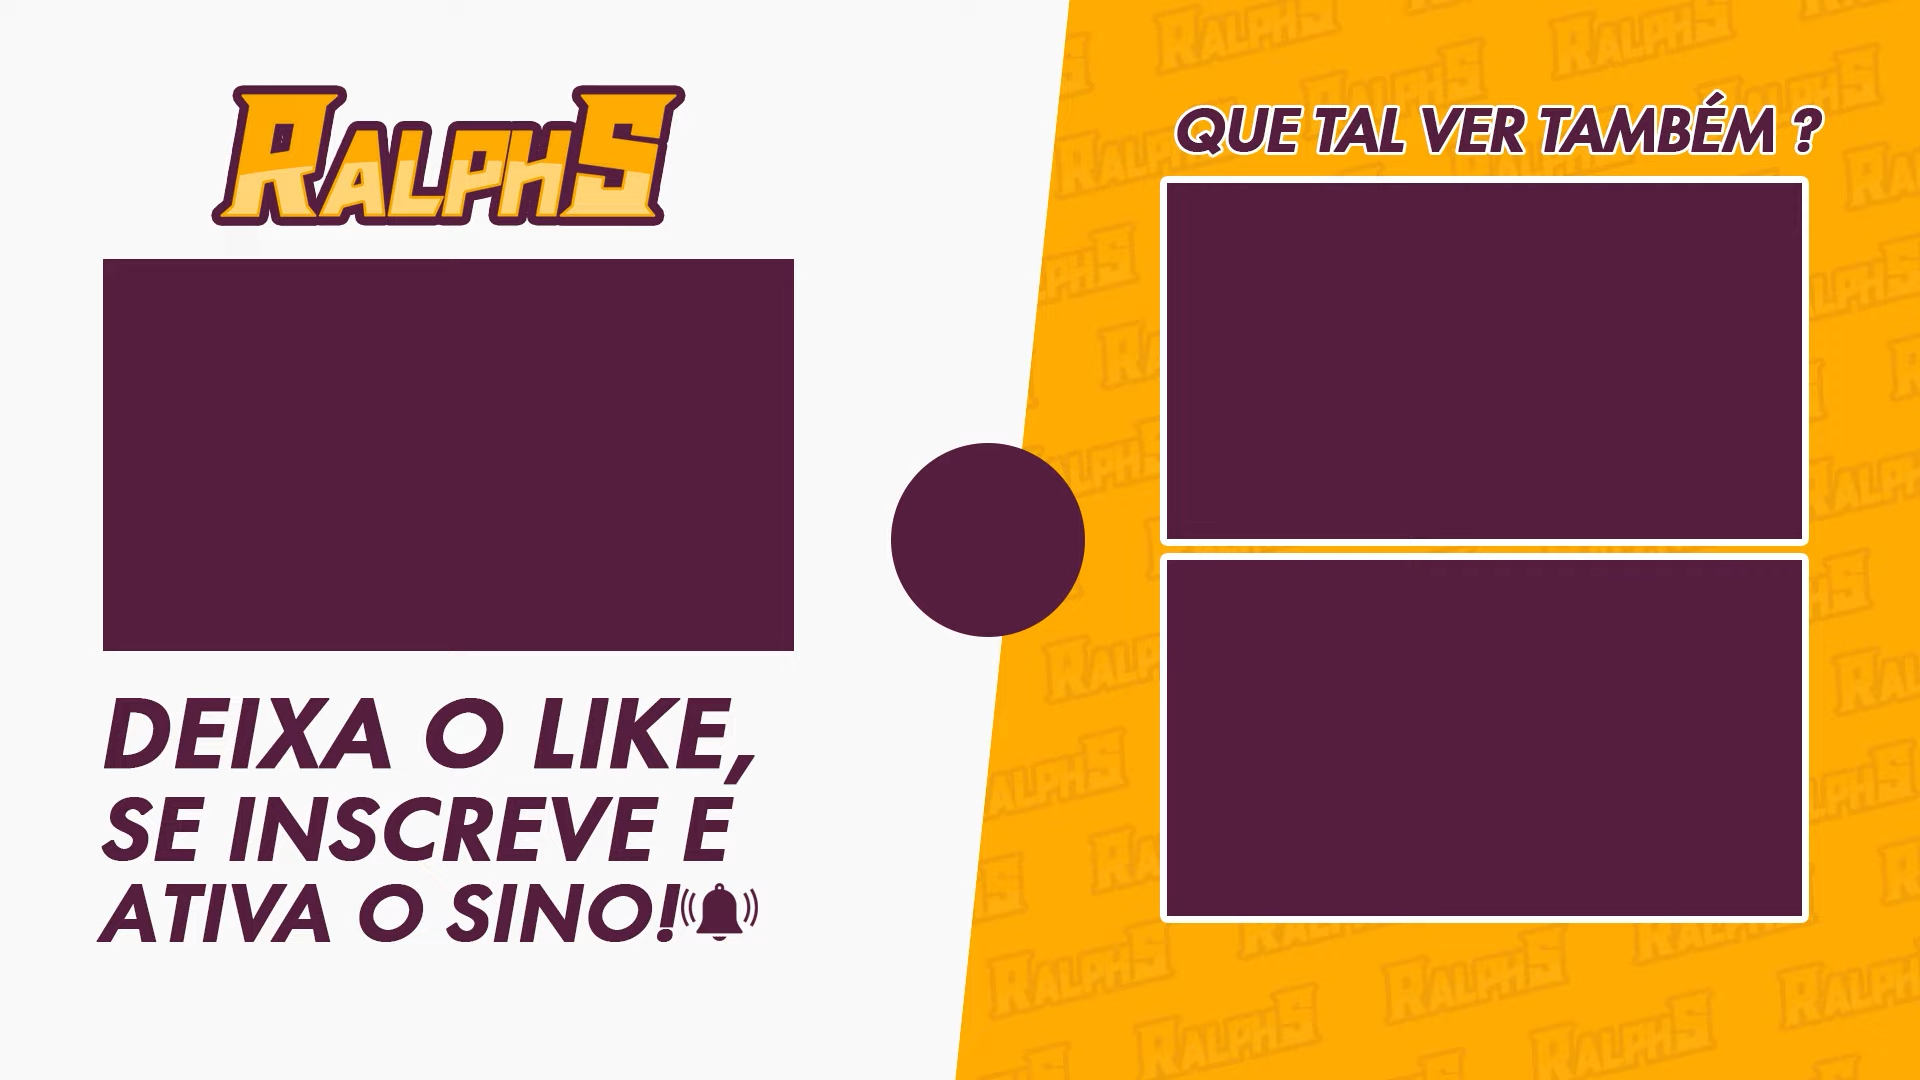 RALPHS
DEIXA O LIKE,
SE INSCREVE E
ATIVA O SINO!
QUE TAL VER TAMBÉM ?